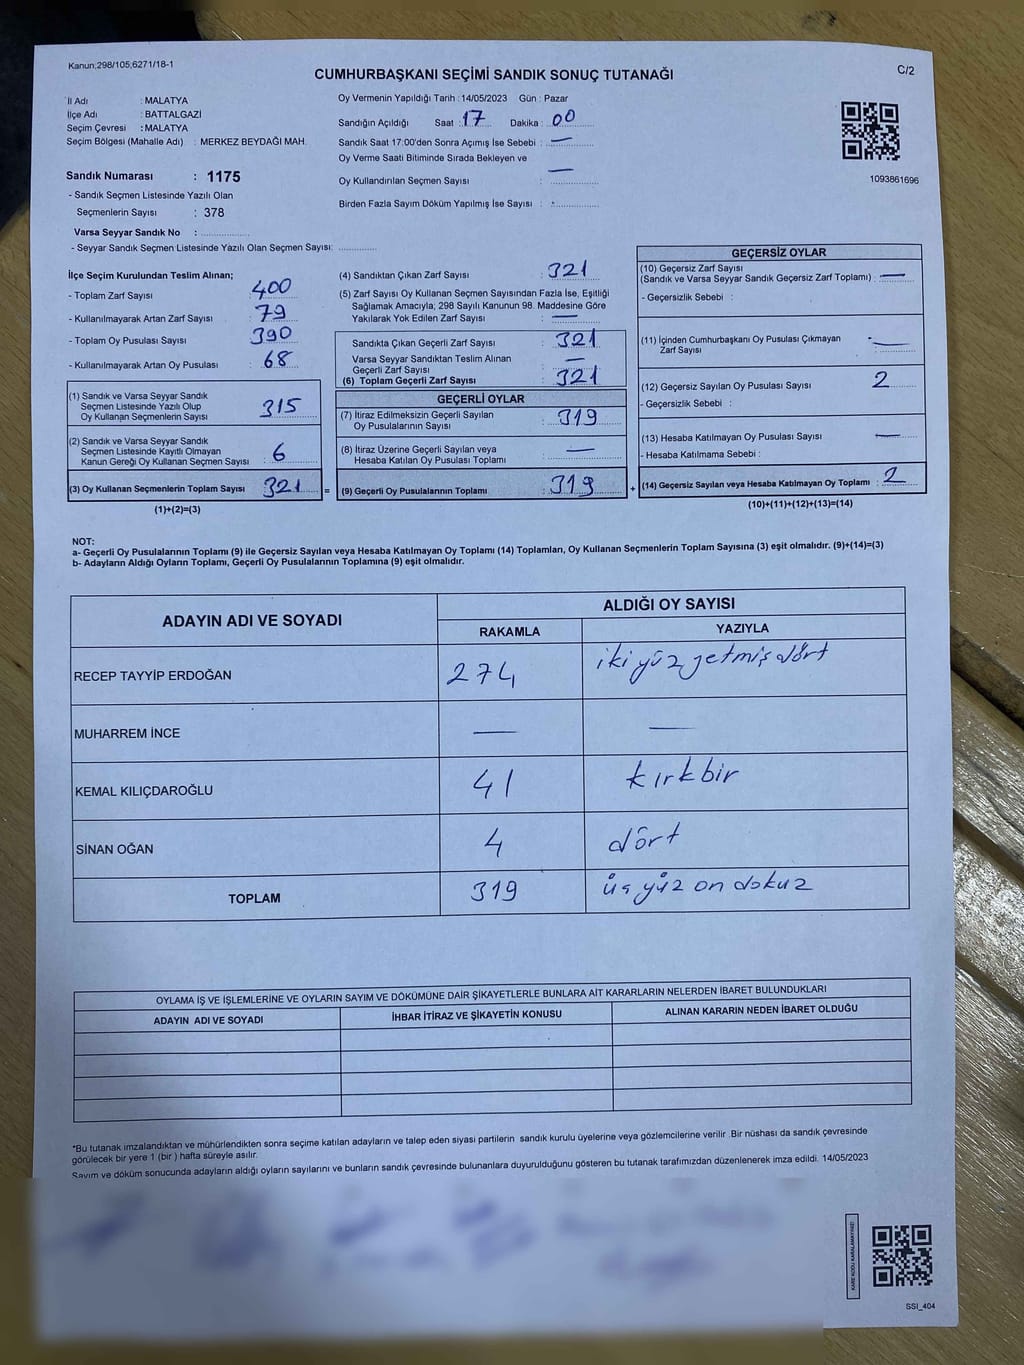 Kanun;298/105;6271/18-1
CUMHURBAŞKANI SEÇİMİ SANDIK SONUÇ TUTANAĞI
C/2
İl Adı : MALATYA
İlçe Adı : BATTALGAZİ
Seçim Çevresi : MALATYA
Seçim Bölgesi (Mahalle Adı) : MERKEZ BEYDAĞI MAH.
Sandık Numarası : 1175
- Sandık Seçmen Listesinde Yazılı Olan
Seçmenlerin Sayısı : 378
Varsa Seyyar Sandık No :
- Seyyar Sandık Seçmen Listesinde Yazılı Olan Seçmen Sayısı:
Oy Vermenin Yapıldığı Tarih : 14/05/2023 Gün : Pazar
Sandığın Açıldığı Saat : 17 Dakika : 00
Sandık Saat 17:00'den Sonra Açımış İse Sebebi : —
Oy Verme Saati Bitiminde Sırada Bekleyen ve
Oy Kullandırılan Seçmen Sayısı : —
Birden Fazla Sayım Döküm Yapılmış İse Sayısı :
1093861696
İlçe Seçim Kurulundan Teslim Alınan;
- Toplam Zarf Sayısı : 400
- Kullanılmayarak Artan Zarf Sayısı : 79
- Toplam Oy Pusulası Sayısı : 390
- Kullanılmayarak Artan Oy Pusulası : 68
(1) Sandık ve Varsa Seyyar Sandık
Seçmen Listesinde Yazılı Olup
Oy Kullanan Seçmenlerin Sayısı : 315
(2) Sandık ve Varsa Seyyar Sandık
Seçmen Listesinde Kayıtlı Olmayan
Kanun Gereği Oy Kullanan Seçmen Sayısı : 6
(3) Oy Kullanan Seçmenlerin Toplam Sayısı : 321 =
(1)+(2)=(3)
(4) Sandıktan Çıkan Zarf Sayısı : 321
(5) Zarf Sayısı Oy Kullanan Seçmen Sayısından Fazla İse, Eşitliği
Sağlamak Amacıyla; 298 Sayılı Kanunun 98. Maddesine Göre
Yakılarak Yok Edilen Zarf Sayısı : —
Sandıkta Çıkan Geçerli Zarf Sayısı : 321
Varsa Seyyar Sandıktan Teslim Alınan
Geçerli Zarf Sayısı : —
(6) Toplam Geçerli Zarf Sayısı : 321
GEÇERLİ OYLAR
(7) İtiraz Edilmeksizin Geçerli Sayılan
Oy Pusulalarının Sayısı : 319
(8) İtiraz Üzerine Geçerli Sayılan veya
Hesaba Katılan Oy Pusulası Toplamı : —
(9) Geçerli Oy Pusulalarının Toplamı : 319 +
GEÇERSİZ OYLAR
(10) Geçersiz Zarf Sayısı
(Sandık ve Varsa Seyyar Sandık Geçersiz Zarf Toplamı) : —
- Geçersizlik Sebebi :
(11) İçinden Cumhurbaşkanı Oy Pusulası Çıkmayan
Zarf Sayısı : —
(12) Geçersiz Sayılan Oy Pusulası Sayısı : 2
- Geçersizlik Sebebi :
(13) Hesaba Katılmayan Oy Pusulası Sayısı : —
- Hesaba Katılmama Sebebi :
(14) Geçersiz Sayılan veya Hesaba Katılmayan Oy Toplamı : 2
(10)+(11)+(12)+(13)=(14)
NOT:
a- Geçerli Oy Pusulalarının Toplamı (9) ile Geçersiz Sayılan veya Hesaba Katılmayan Oy Toplamı (14) Toplamları, Oy Kullanan Seçmenlerin Toplam Sayısına (3) eşit olmalıdır. (9)+(14)=(3)
b- Adayların Aldığı Oyların Toplamı, Geçerli Oy Pusulalarının Toplamına (9) eşit olmalıdır.
ADAYIN ADI VE SOYADI
ALDIĞI OY SAYISI
RAKAMLA YAZIYLA
RECEP TAYYİP ERDOĞAN 274 iki yüz yetmiş dört
MUHARREM İNCE — —
KEMAL KILIÇDAROĞLU 41 kırkbir
SİNAN OĞAN 4 dört
TOPLAM 319 üç yüz on dokuz
OYLAMA İŞ VE İŞLEMLERİNE VE OYLARIN SAYIM VE DÖKÜMÜNE DAİR ŞİKAYETLERLE BUNLARA AİT KARARLARIN NELERDEN İBARET BULUNDUKLARI
ADAYIN ADI VE SOYADI İHBAR İTİRAZ VE ŞİKAYETİN KONUSU ALINAN KARARIN NEDEN İBARET OLDUĞU
*Bu tutanak imzalandıktan ve mühürlendikten sonra seçime katılan adayların ve talep eden siyasi partilerin sandık kurulu üyelerine veya gözlemcilerine verilir .Bir nüshası da sandık çevresinde
görülecek bir yere 1 (bir ) hafta süreyle asılır.
Sayım ve döküm sonucunda adayların aldığı oyların sayılarını ve bunların sandık çevresinde bulunanlara duyurulduğunu gösteren bu tutanak tarafımızdan düzenlenerek imza edildi. 14/05/2023
KARE KODU KARALAMAYINIZ!
SSI_404